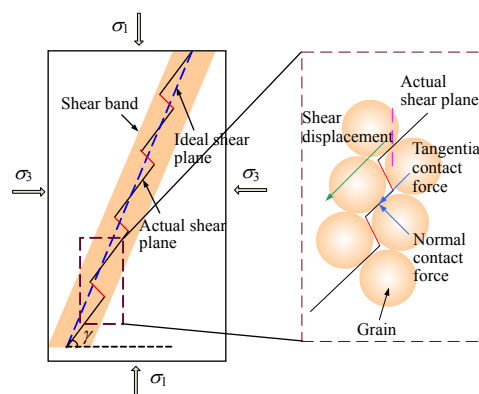 σ1
Shear band
Ideal shear
plane
σ3
σ3
Actual shear
plane
γ
σ1
Actual
shear plane
Shear
displacement
Tangential
contact
force
Normal
contact
force
Grain